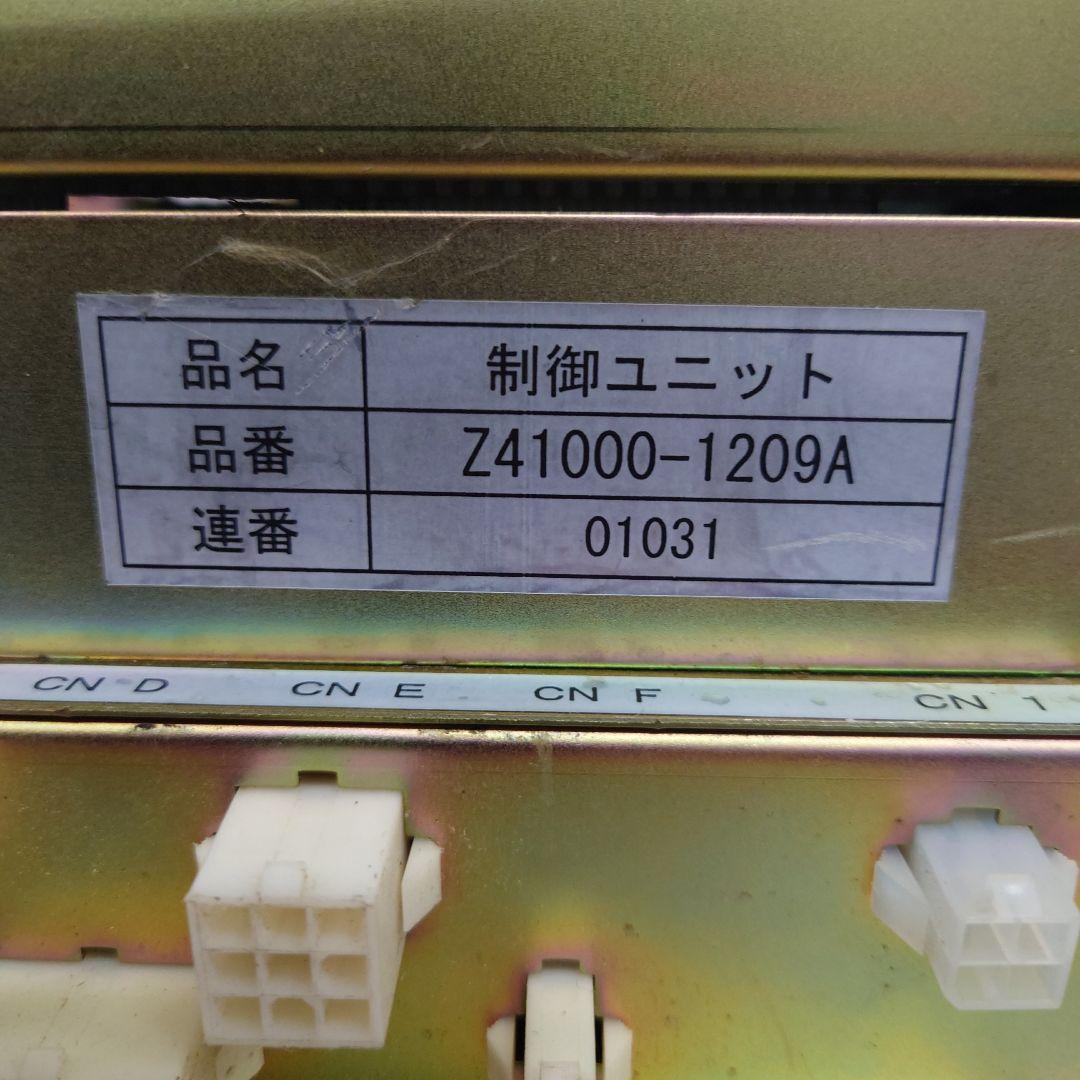 品名 制御ユニット
品番 Z41000-1209A
連番 01031
CN D CN E CN F CN 1